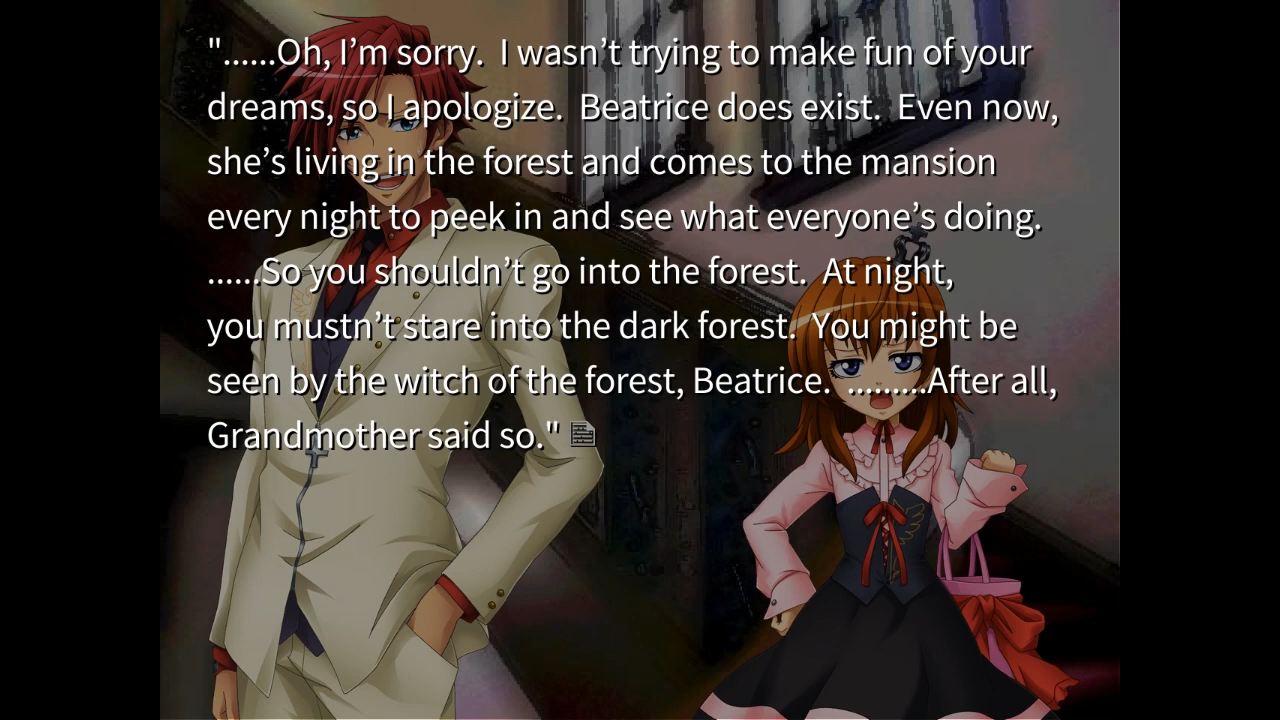 "......Oh, I’m sorry.  I wasn’t trying to make fun of your
dreams, so I apologize.  Beatrice does exist.  Even now,
she’s living in the forest and comes to the mansion
every night to peek in and see what everyone’s doing.
......So you shouldn’t go into the forest.  At night,
you mustn’t stare into the dark forest.  You might be
seen by the witch of the forest, Beatrice.  .........After all,
Grandmother said so."